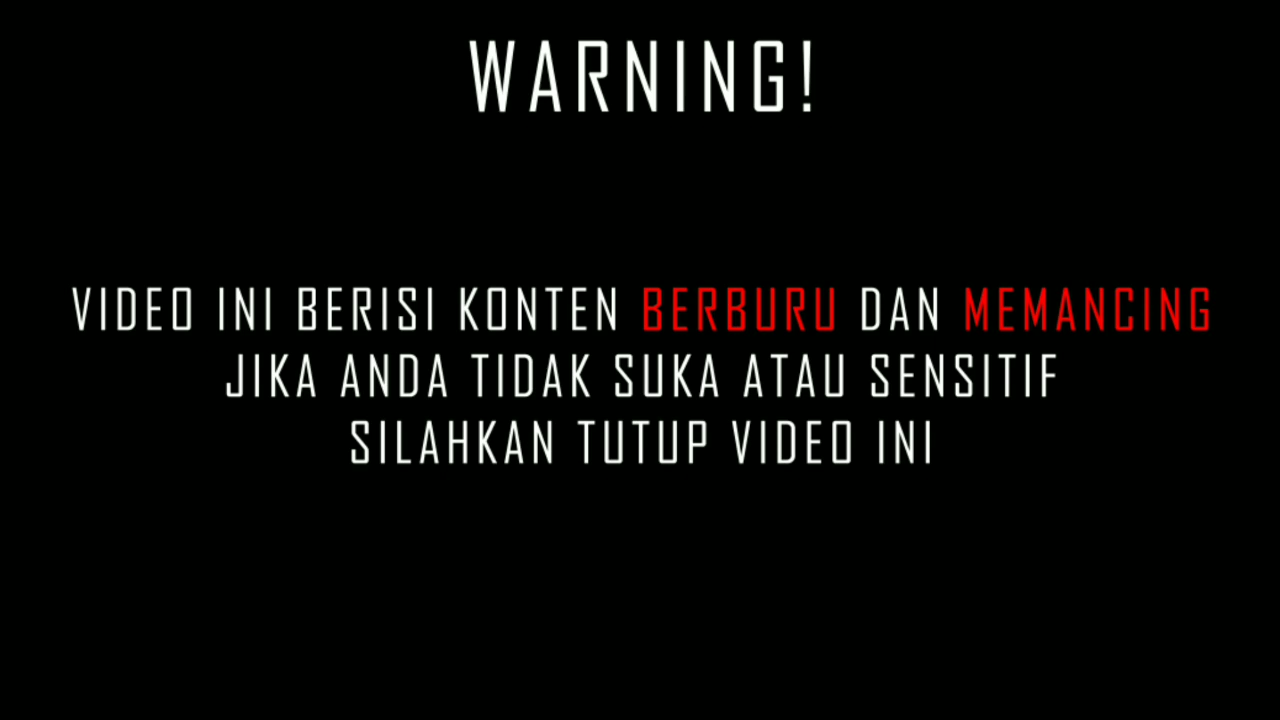 WARNING!
VIDEO INI BERISI KONTEN BERBURU DAN MEMANCING
JIKA ANDA TIDAK SUKA ATAU SENSITIF
SILAHKAN TUTUP VIDEO INI